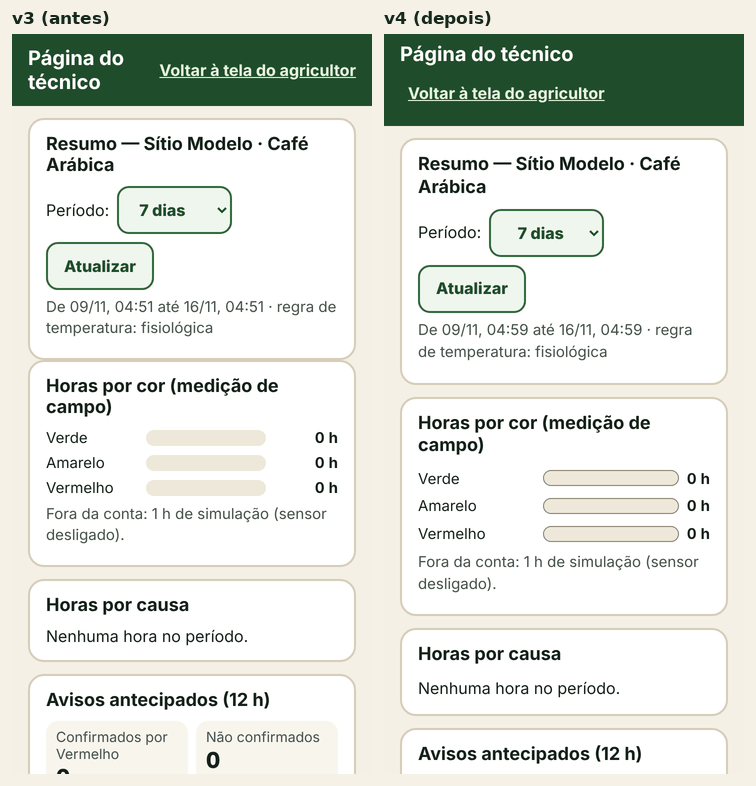 v3 (antes)
Página do
técnico
Voltar à tela do agricultor
Resumo — Sítio Modelo · Café
Arábica
Período:
7 dias
Atualizar
De 09/11, 04:51 até 16/11, 04:51 · regra de
temperatura: fisiológica
Horas por cor (medição de
campo)
Verde 0 h
Amarelo 0 h
Vermelho 0 h
Fora da conta: 1 h de simulação (sensor
desligado).
Horas por causa
Nenhuma hora no período.
Avisos antecipados (12 h)
Confirmados por
Vermelho
Não confirmados
0
v4 (depois)
Página do técnico
Voltar à tela do agricultor
Resumo — Sítio Modelo · Café
Arábica
Período:
7 dias
Atualizar
De 09/11, 04:59 até 16/11, 04:59 · regra
de temperatura: fisiológica
Horas por cor (medição de
campo)
Verde 0 h
Amarelo 0 h
Vermelho 0 h
Fora da conta: 1 h de simulação (sensor
desligado).
Horas por causa
Nenhuma hora no período.
Avisos antecipados (12 h)